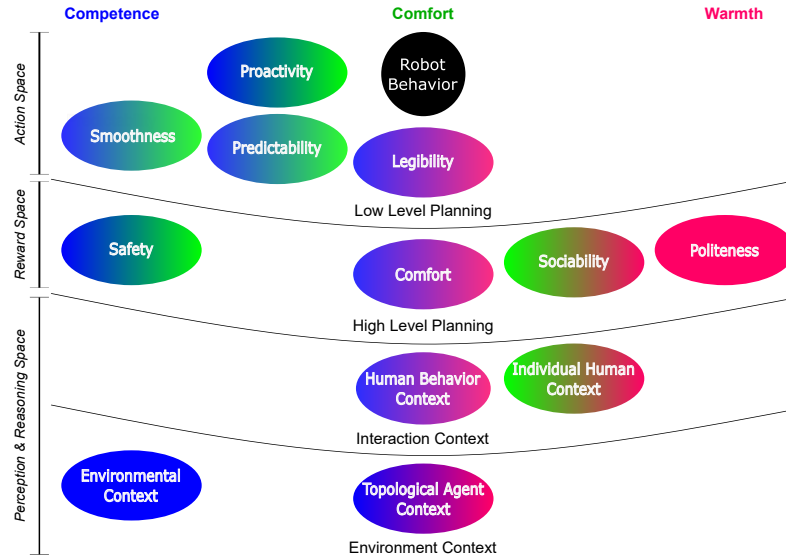 Competence
Comfort
Warmth
Action Space
Proactivity
Robot
Behavior
Smoothness
Predictability
Legibility
Low Level Planning
Reward Space
Safety
Comfort
Sociability
Politeness
High Level Planning
Perception & Reasoning Space
Human Behavior
Context
Individual Human
Context
Interaction Context
Environmental
Context
Topological Agent
Context
Environment Context